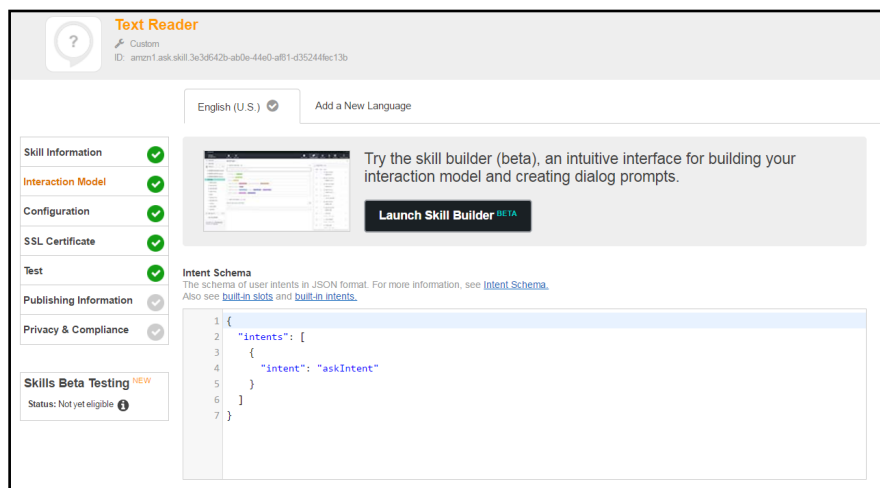 Text Reader
Custom
ID: amzn1.ask.skill.3e3d642b-ab0e-44e0-af81-d35244fec13b
English (U.S.)
Add a New Language
Skill Information
Interaction Model
Configuration
SSL Certificate
Test
Publishing Information
Privacy & Compliance
Skills Beta Testing NEW
Status: Not yet eligible
Try the skill builder (beta), an intuitive interface for building your
interaction model and creating dialog prompts.
Launch Skill Builder BETA
Intent Schema
The schema of user intents in JSON format. For more information, see Intent Schema.
Also see built-in slots and built-in intents.
1 {
2 "intents": [
3 {
4 "intent": "askIntent"
5 }
6 ]
7 }